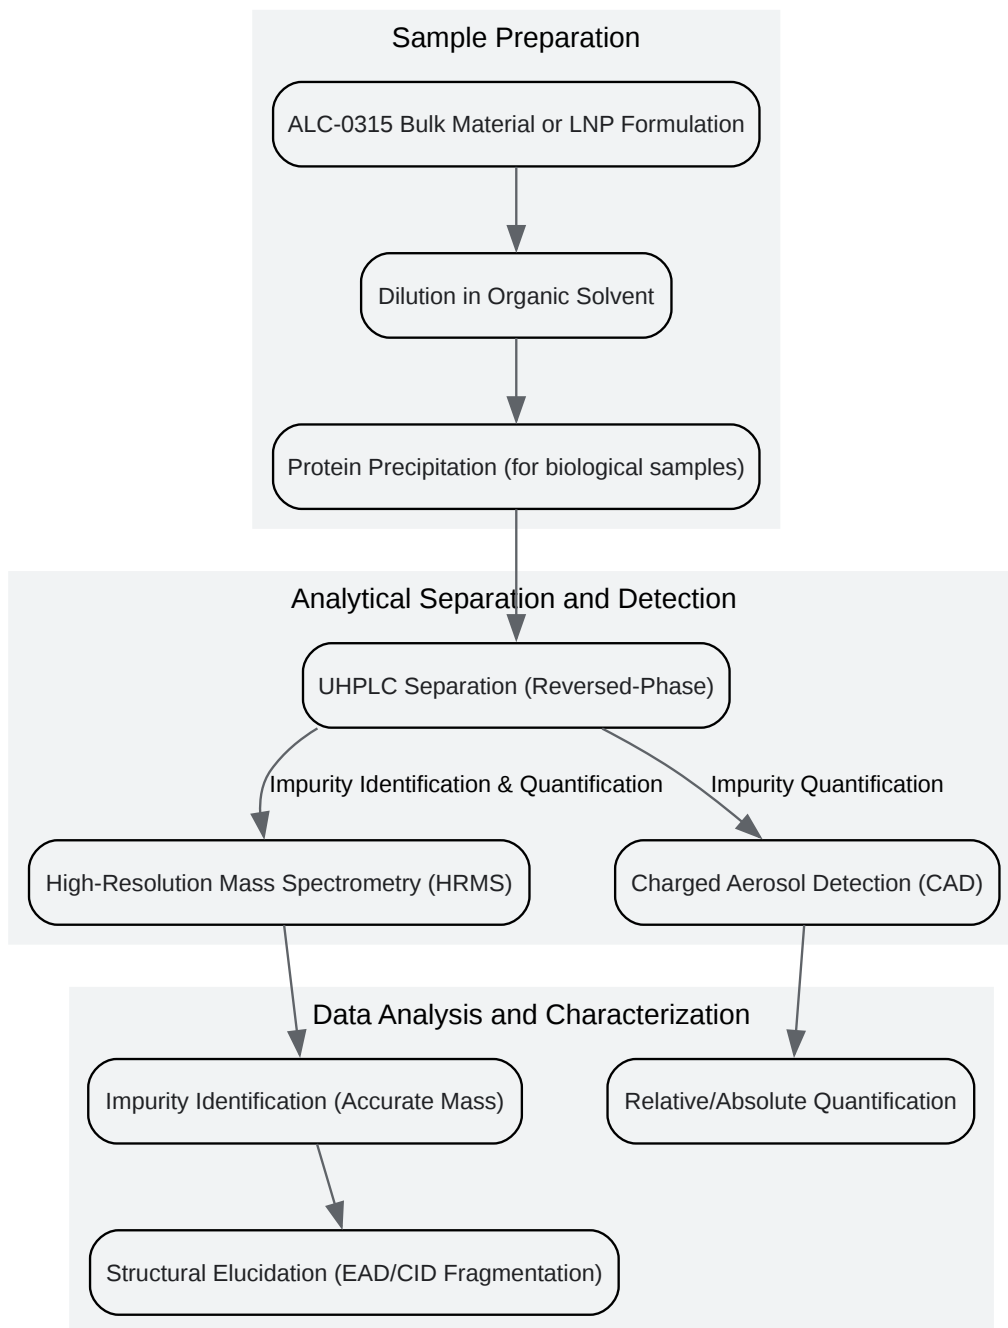 Sample Preparation
ALC-0315 Bulk Material or LNP Formulation
Dilution in Organic Solvent
Protein Precipitation (for biological samples)
Analytical Separation and Detection
UHPLC Separation (Reversed-Phase)
Impurity Identification & Quantification
Impurity Quantification
High-Resolution Mass Spectrometry (HRMS)
Charged Aerosol Detection (CAD)
Data Analysis and Characterization
Impurity Identification (Accurate Mass)
Relative/Absolute Quantification
Structural Elucidation (EAD/CID Fragmentation)